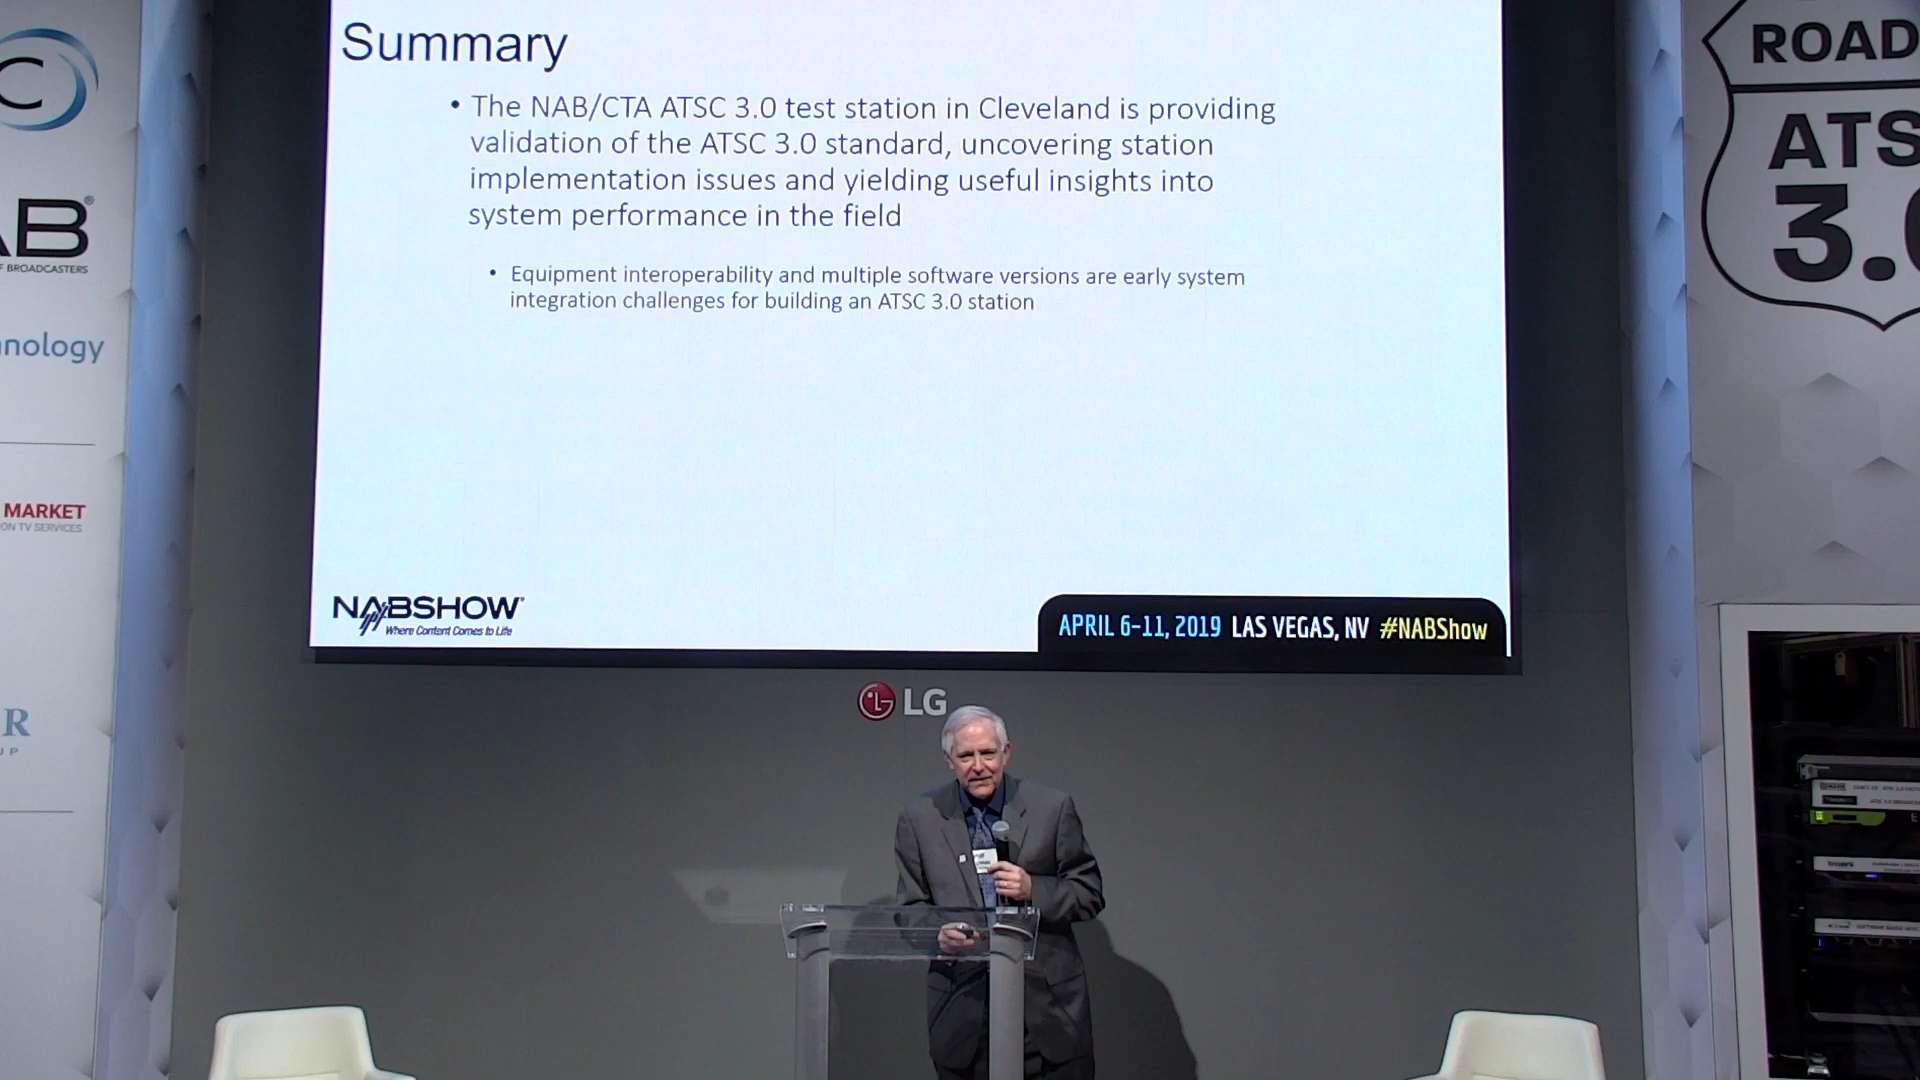 Summary
• The NAB/CTA ATSC 3.0 test station in Cleveland is providing
validation of the ATSC 3.0 standard, uncovering station
implementation issues and yielding useful insights into
system performance in the field
• Equipment interoperability and multiple software versions are early system
integration challenges for building an ATSC 3.0 station
NABSHOW®
Where Content Comes to Life
APRIL 6-11, 2019 LAS VEGAS, NV #NABShow
LG
C
AB®
F BROADCASTERS
nology
MARKET
ON TV SERVICES
R
U P
ROAD
ATS
3.0